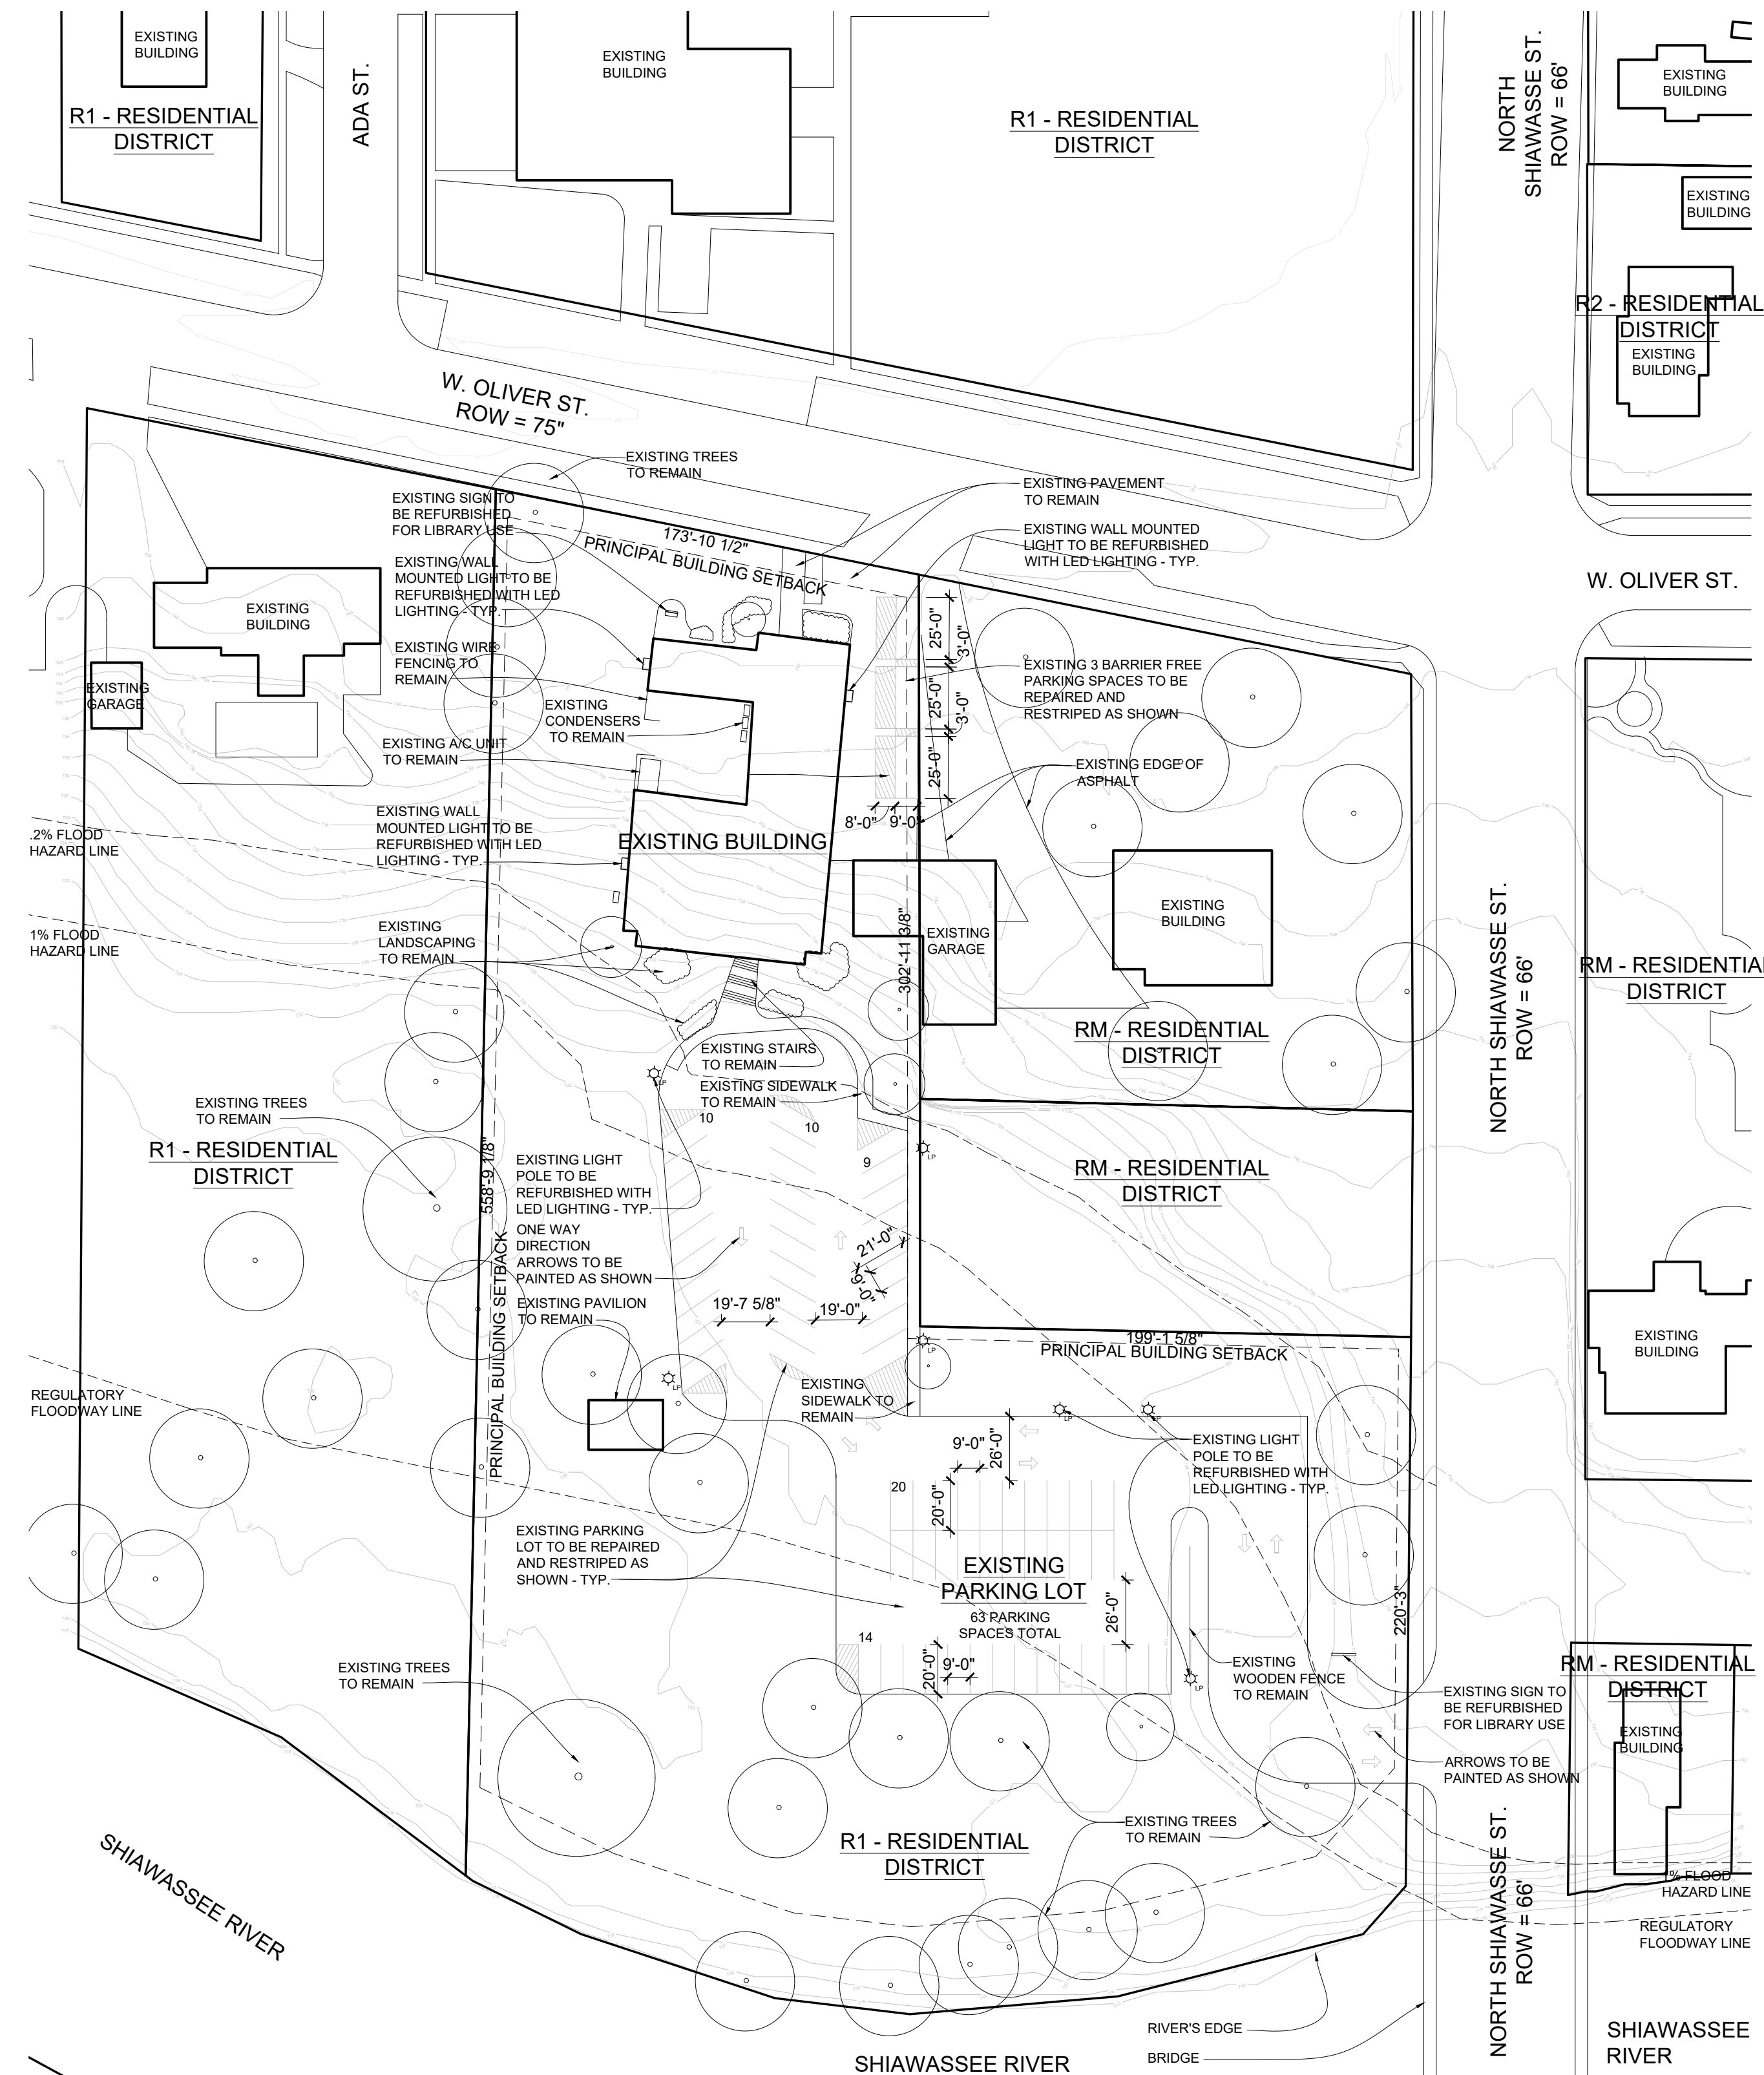 EXISTING
BUILDING
R1 - RESIDENTIAL
DISTRICT
ADA ST.
EXISTING
BUILDING
R1 - RESIDENTIAL
DISTRICT
NORTH
SHIAWASSE ST.
ROW = 66'
EXISTING
BUILDING
EXISTING
BUILDING
R2 - RESIDENTIAL
DISTRICT
EXISTING
BUILDING
W. OLIVER ST.
ROW = 75"
W. OLIVER ST.
EXISTING TREES
TO REMAIN
EXISTING SIGN TO
BE REFURBISHED
FOR LIBRARY USE
173'-10 1/2"
PRINCIPAL BUILDING SETBACK
EXISTING PAVEMENT
TO REMAIN
EXISTING WALL MOUNTED
LIGHT TO BE REFURBISHED
WITH LED LIGHTING - TYP.
EXISTING WALL
MOUNTED LIGHT TO BE
REFURBISHED WITH LED
LIGHTING - TYP.
EXISTING
BUILDING
EXISTING
GARAGE
EXISTING WIRE
FENCING TO
REMAIN
EXISTING
CONDENSERS
TO REMAIN
EXISTING A/C UNIT
TO REMAIN
25'-0"
3'-0"
25'-0"
3'-0"
25'-0"
8'-0"
9'-0"
EXISTING 3 BARRIER FREE
PARKING SPACES TO BE
REPAIRED AND
RESTRIPED AS SHOWN
EXISTING EDGE OF
ASPHALT
EXISTING WALL
MOUNTED LIGHT TO BE
REFURBISHED WITH LED
LIGHTING - TYP.
EXISTING BUILDING
.2% FLOOD
HAZARD LINE
1% FLOOD
HAZARD LINE
EXISTING
LANDSCAPING
TO REMAIN
302'-11 3/8"
EXISTING
GARAGE
EXISTING
BUILDING
RM - RESIDENTIAL
DISTRICT
NORTH SHIAWASSE ST.
ROW = 66'
RM - RESIDENTIAL
DISTRICT
EXISTING STAIRS
TO REMAIN
EXISTING SIDEWALK
TO REMAIN
LP
10
10
9
LP
EXISTING TREES
TO REMAIN
R1 - RESIDENTIAL
DISTRICT
558'-9 1/8"
PRINCIPAL BUILDING SETBACK
EXISTING LIGHT
POLE TO BE
REFURBISHED WITH
LED LIGHTING - TYP.
ONE WAY
DIRECTION
ARROWS TO BE
PAINTED AS SHOWN
EXISTING PAVILION
TO REMAIN
RM - RESIDENTIAL
DISTRICT
21'-0"
9'-0"
19'-7 5/8"
19'-0"
199'-1 5/8"
PRINCIPAL BUILDING SETBACK
LP
LP
EXISTING
BUILDING
REGULATORY
FLOODWAY LINE
EXISTING
SIDEWALK TO
REMAIN
LP
LP
9'-0"
26'-0"
EXISTING LIGHT
POLE TO BE
REFURBISHED WITH
LED LIGHTING - TYP.
20
20'-0"
EXISTING PARKING
LOT TO BE REPAIRED
AND RESTRIPED AS
SHOWN - TYP.
EXISTING
PARKING LOT
63 PARKING
SPACES TOTAL
26'-0"
220'-3"
14
20'-0"
9'-0"
LP
EXISTING
WOODEN FENCE
TO REMAIN
EXISTING TREES
TO REMAIN
EXISTING SIGN TO
BE REFURBISHED
FOR LIBRARY USE
ARROWS TO BE
PAINTED AS SHOWN
RM - RESIDENTIAL
DISTRICT
EXISTING
BUILDING
EXISTING TREES
TO REMAIN
R1 - RESIDENTIAL
DISTRICT
SHIAWASSEE RIVER
NORTH SHIAWASSE ST.
ROW = 66'
1% FLOOD
HAZARD LINE
REGULATORY
FLOODWAY LINE
RIVER'S EDGE
BRIDGE
SHIAWASSEE RIVER
SHIAWASSEE
RIVER